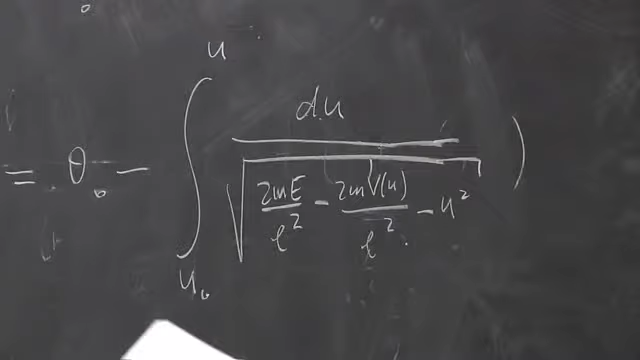 = θ₀ − ∫_{u₀}^{u} du / √(2mE/ℓ² − 2mV(u)/ℓ² − u²) )